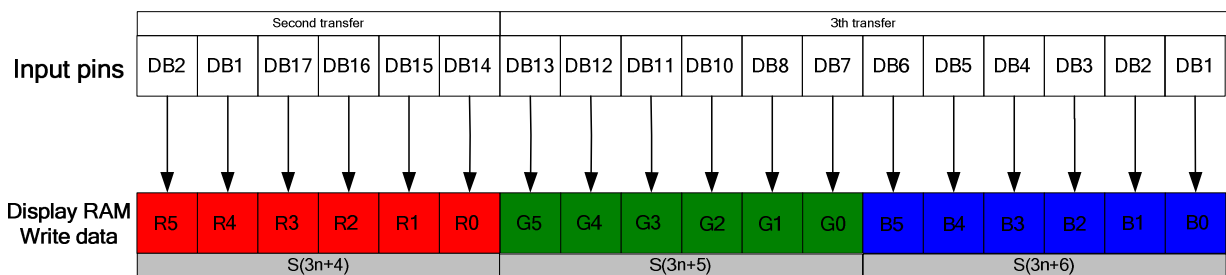 Second transfer 3th transfer
Input pins DB2 DB1 DB17 DB16 DB15 DB14 DB13 DB12 DB11 DB10 DB8 DB7 DB6 DB5 DB4 DB3 DB2 DB1
Display RAM
Write data
R5 R4 R3 R2 R1 R0 G5 G4 G3 G2 G1 G0 B5 B4 B3 B2 B1 B0
S(3n+4) S(3n+5) S(3n+6)